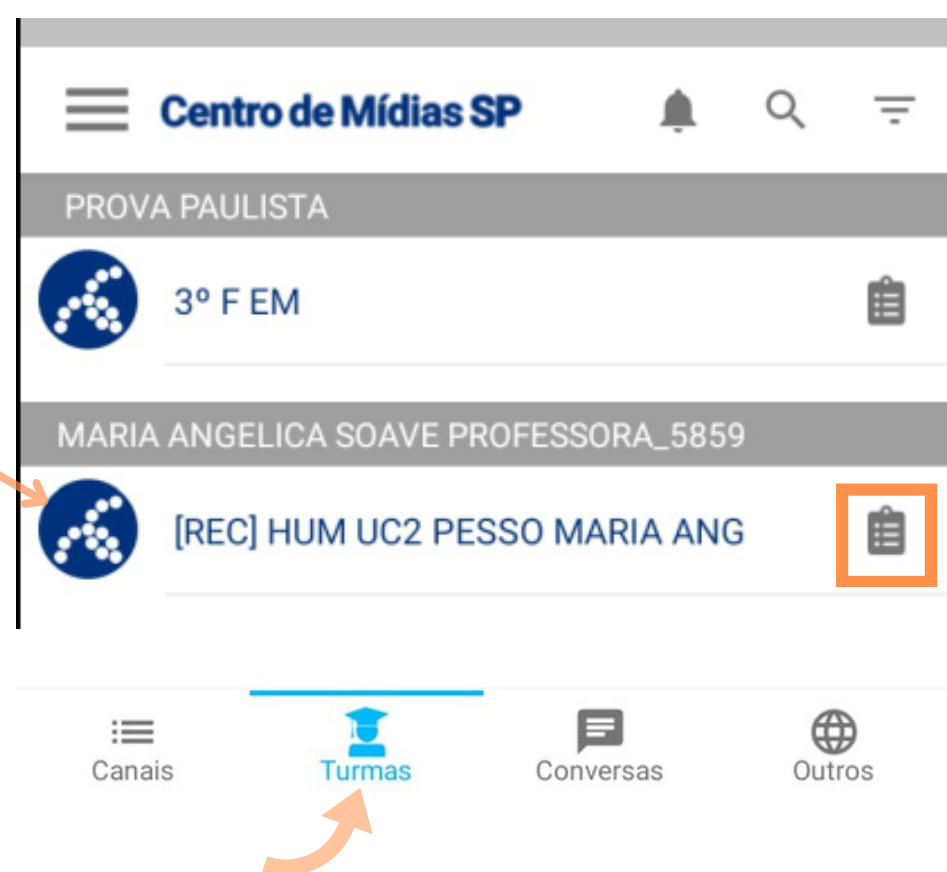 Centro de Mídias SP
PROVA PAULISTA
3º F EM
MARIA ANGELICA SOAVE PROFESSORA_5859
[REC] HUM UC2 PESSO MARIA ANG
Canais Turmas Conversas Outros